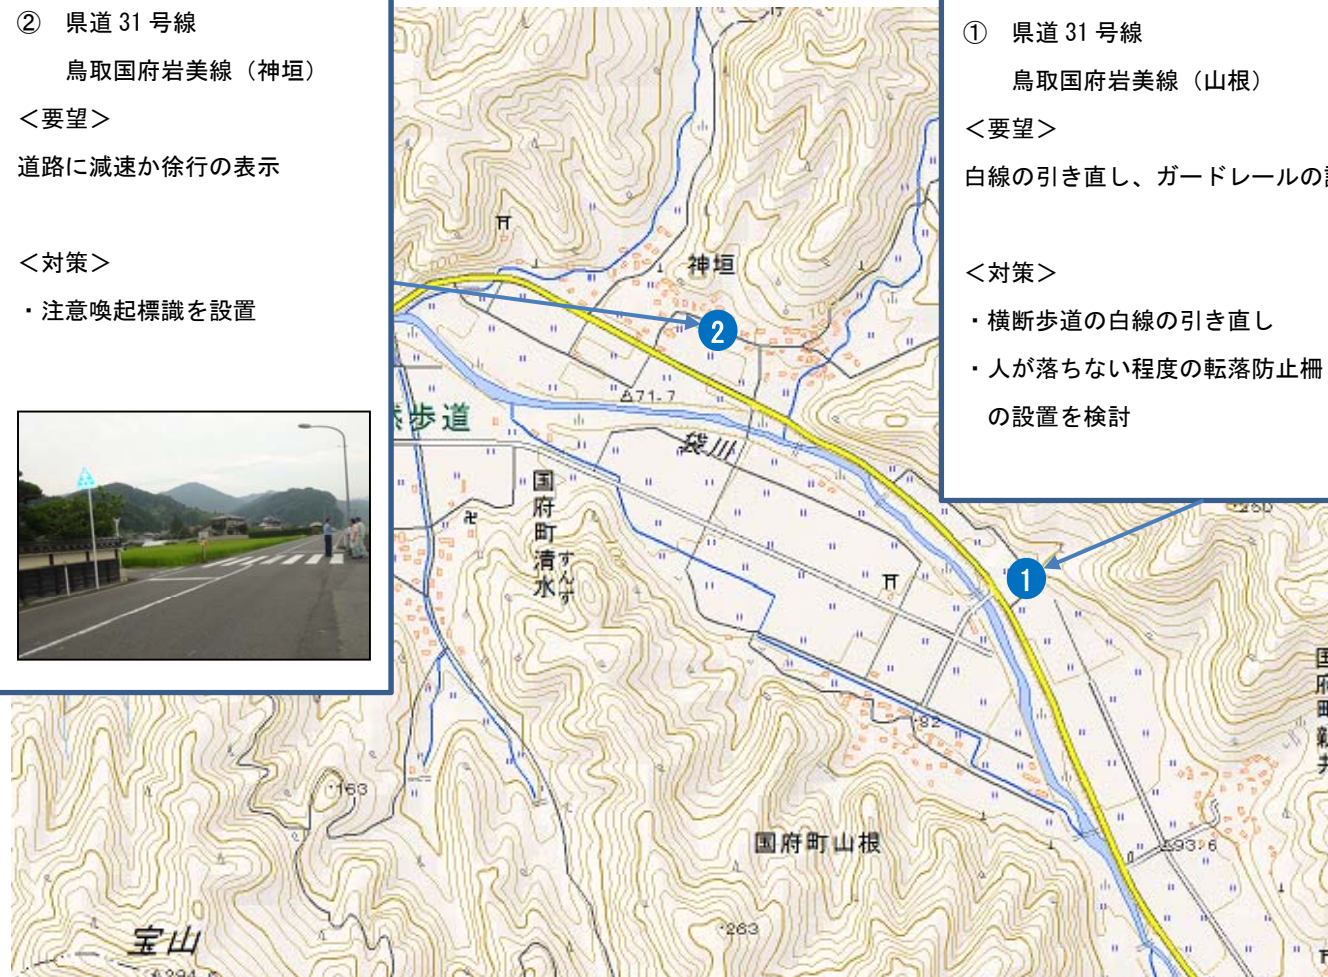 ② 県道 31 号線
鳥取国府岩美線（神垣）
＜要望＞
道路に減速か徐行の表示
＜対策＞
・注意喚起標識を設置
① 県道 31 号線
鳥取国府岩美線（山根）
＜要望＞
白線の引き直し、ガードレールの
＜対策＞
・横断歩道の白線の引き直し
・人が落ちない程度の転落防止柵
の設置を検討
神垣
2
71.7
歩道
袋川
国府町清水
すんず
1
250
82
163
国府町山根
93.6
263
宝山